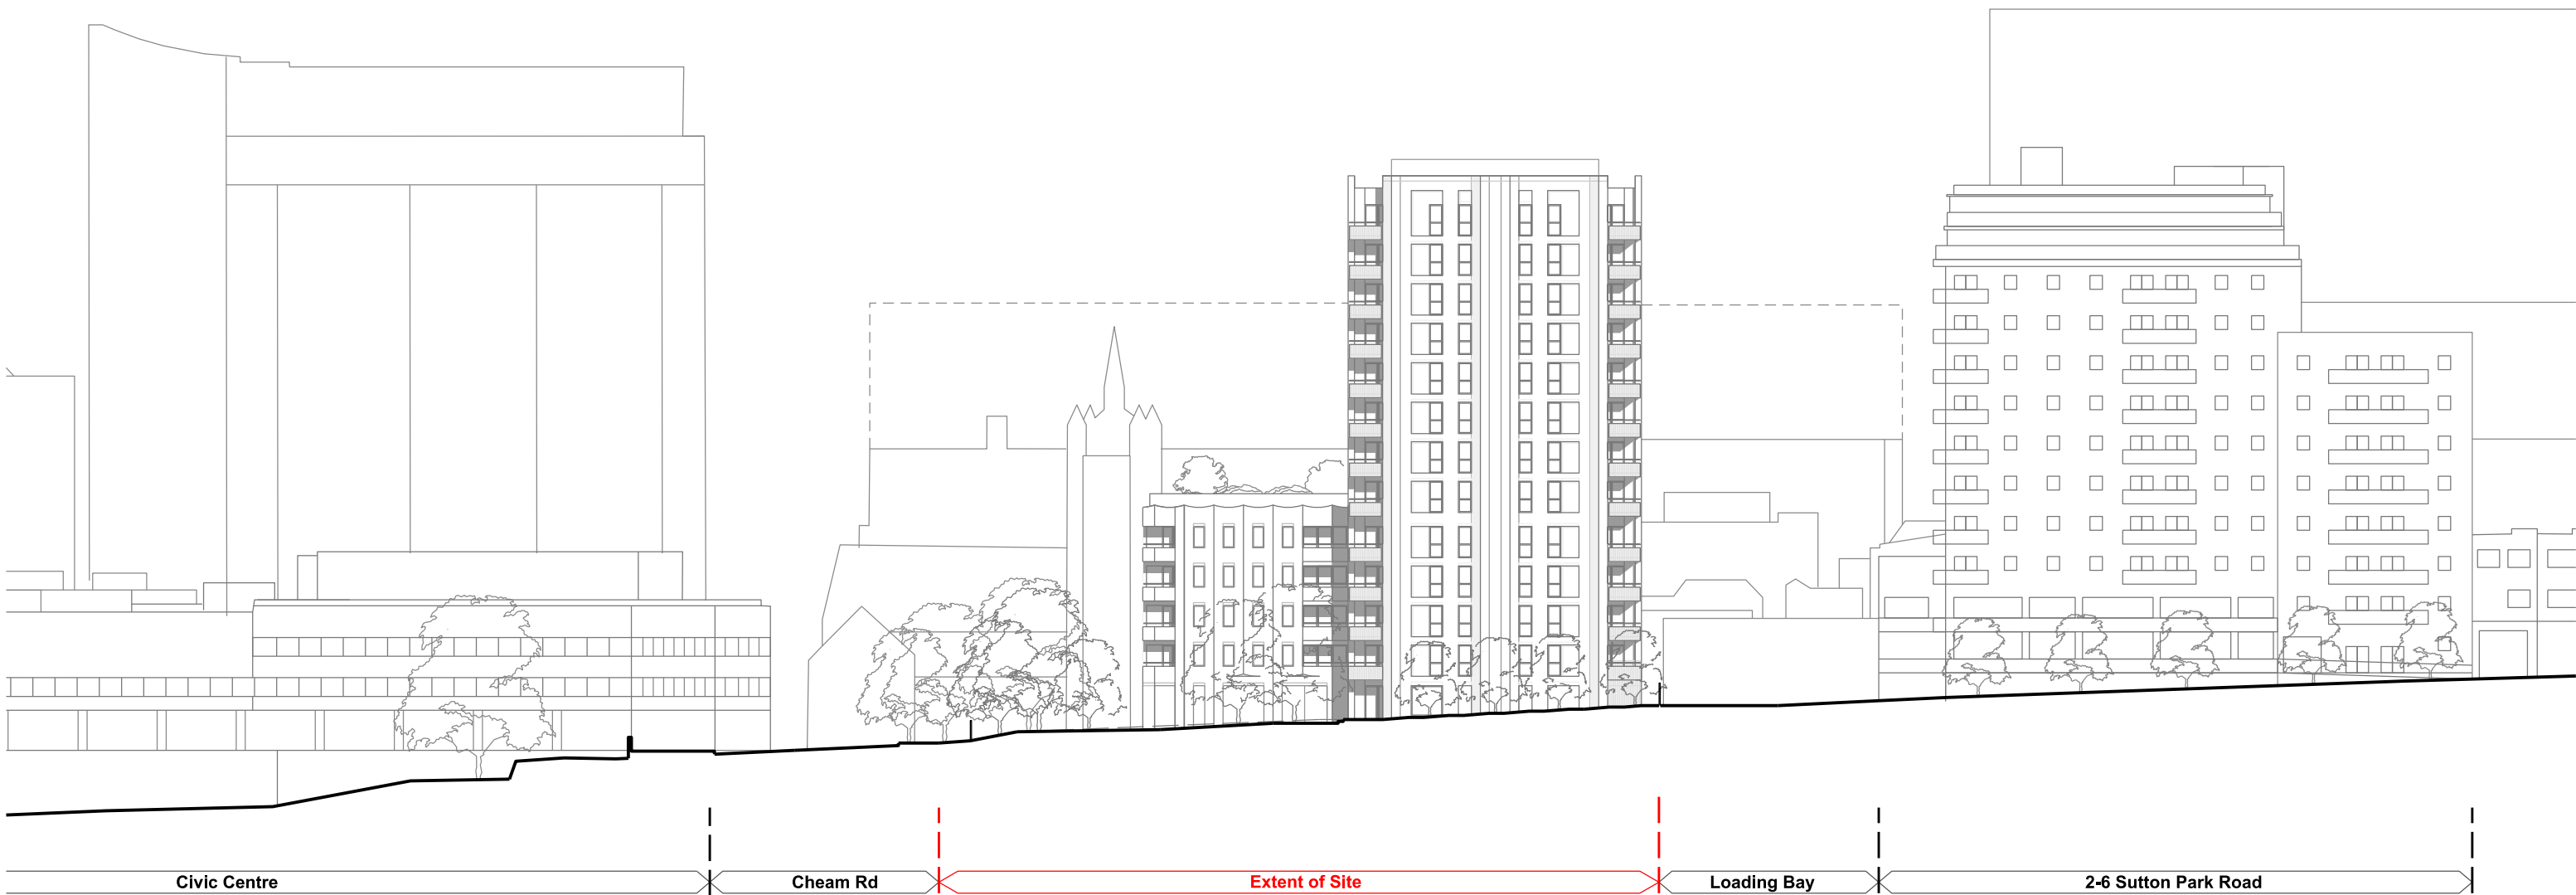 Civic Centre
Cheam Rd
Extent of Site
Loading Bay
2-6 Sutton Park Road